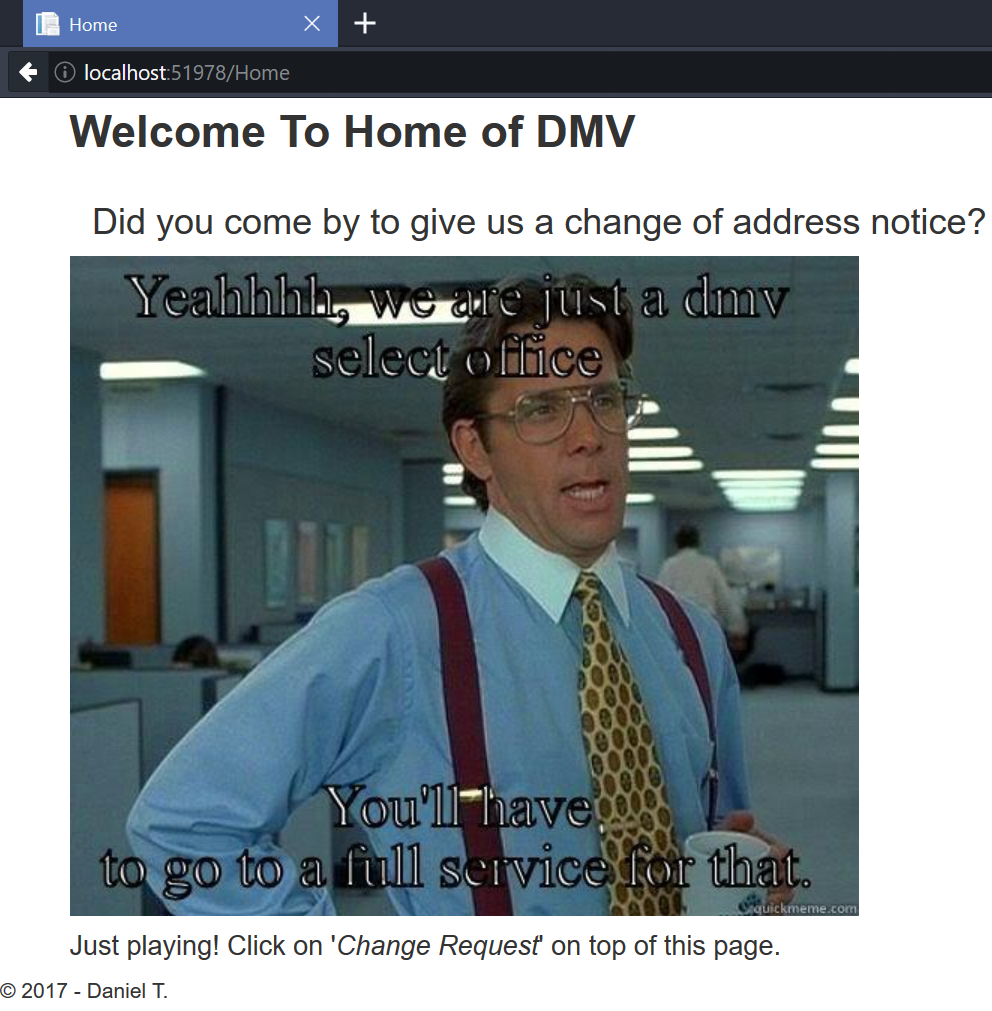 Home
localhost:51978/Home
Welcome To Home of DMV
Did you come by to give us a change of address notice?
Yeahhhh, we are just a dmv
select office
You'll have
to go to a full service for that.
quickmeme.com
Just playing! Click on 'Change Request' on top of this page.
© 2017 - Daniel T.